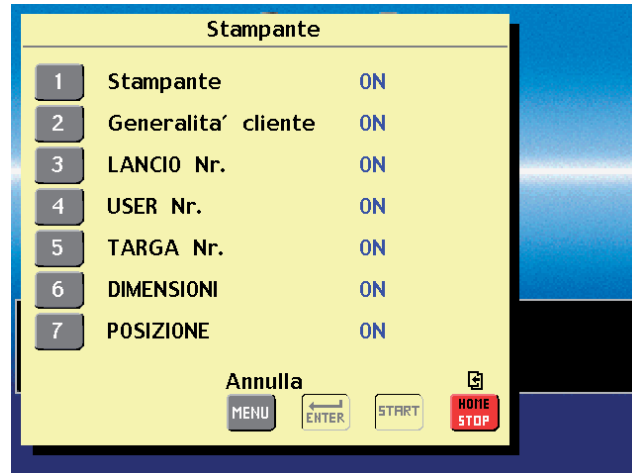 Stampante
1 Stampante ON
2 Generalita´ cliente ON
3 LANCIO Nr. ON
4 USER Nr. ON
5 TARGA Nr. ON
6 DIMENSIONI ON
7 POSIZIONE ON
Annulla
MENU ENTER START HOME STOP